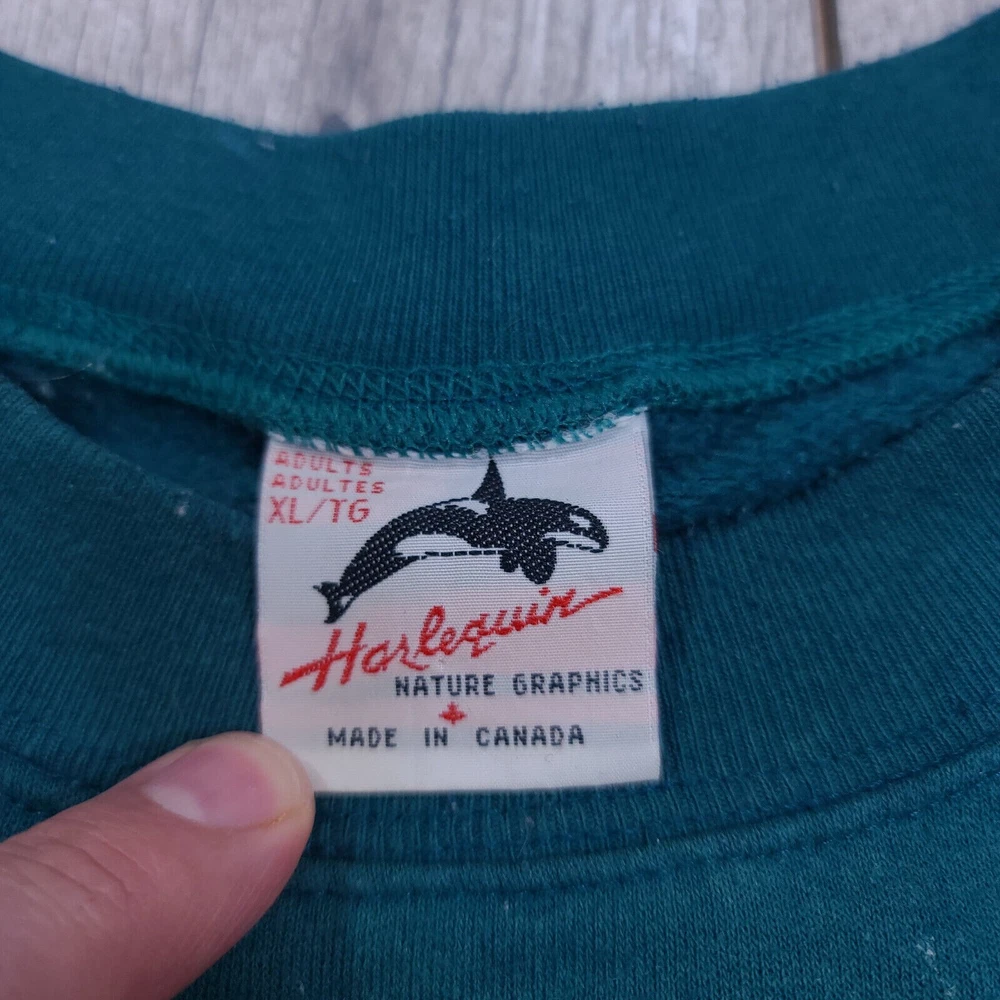 ADULTS
ADULTES
XL/TG
Harlequin
NATURE GRAPHICS
MADE IN CANADA